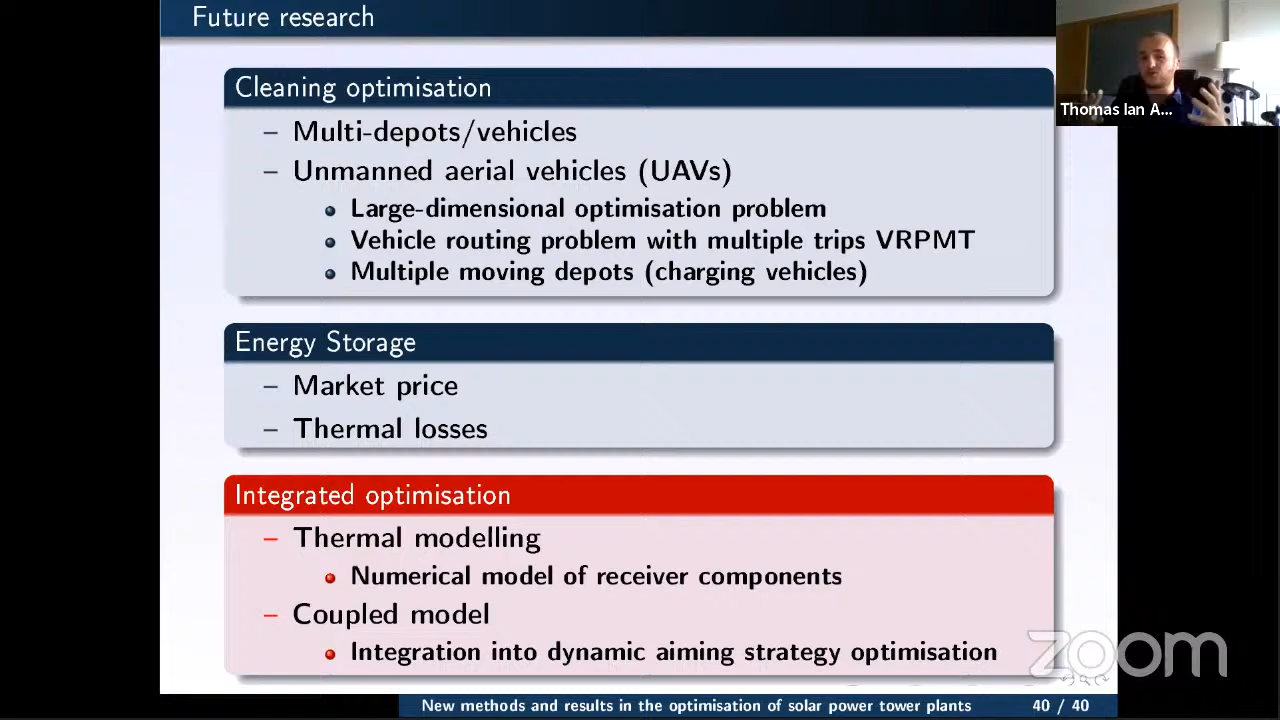 Future research
Thomas Ian A...
Cleaning optimisation
– Multi-depots/vehicles
– Unmanned aerial vehicles (UAVs)
Large-dimensional optimisation problem
Vehicle routing problem with multiple trips VRPMT
Multiple moving depots (charging vehicles)
Energy Storage
– Market price
– Thermal losses
Integrated optimisation
– Thermal modelling
Numerical model of receiver components
– Coupled model
Integration into dynamic aiming strategy optimisation
zoom
New methods and results in the optimisation of solar power tower plants 40 / 40